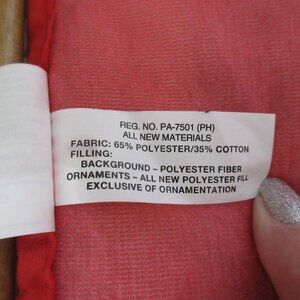 REG. NO. PA-7501 (PH)
ALL NEW MATERIALS
FABRIC: 65% POLYESTER/35% COTTON
FILLING:
BACKGROUND – POLYESTER FIBER
ORNAMENTS – ALL NEW POLYESTER FILL
EXCLUSIVE OF ORNAMENTATION